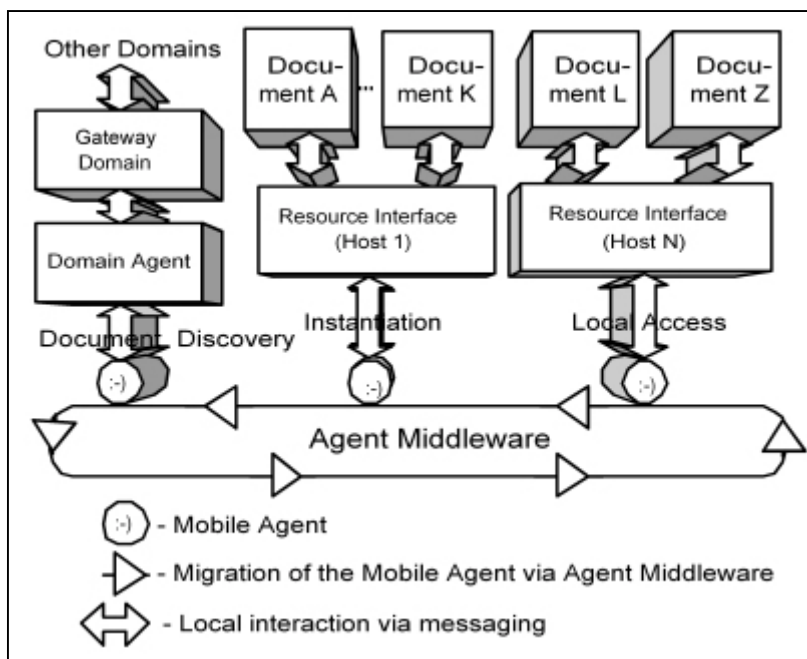 Other Domains
Gateway
Domain
Domain Agent
Docu-
ment A
...
Docu-
ment K
Docu-
ment L
Docu-
ment Z
Resource Interface
(Host 1)
Resource Interface
(Host N)
Document Discovery
Instantiation
Local Access
:-)
:-)
:-)
Agent Middleware
:-) - Mobile Agent
- Migration of the Mobile Agent via Agent Middleware
- Local interaction via messaging